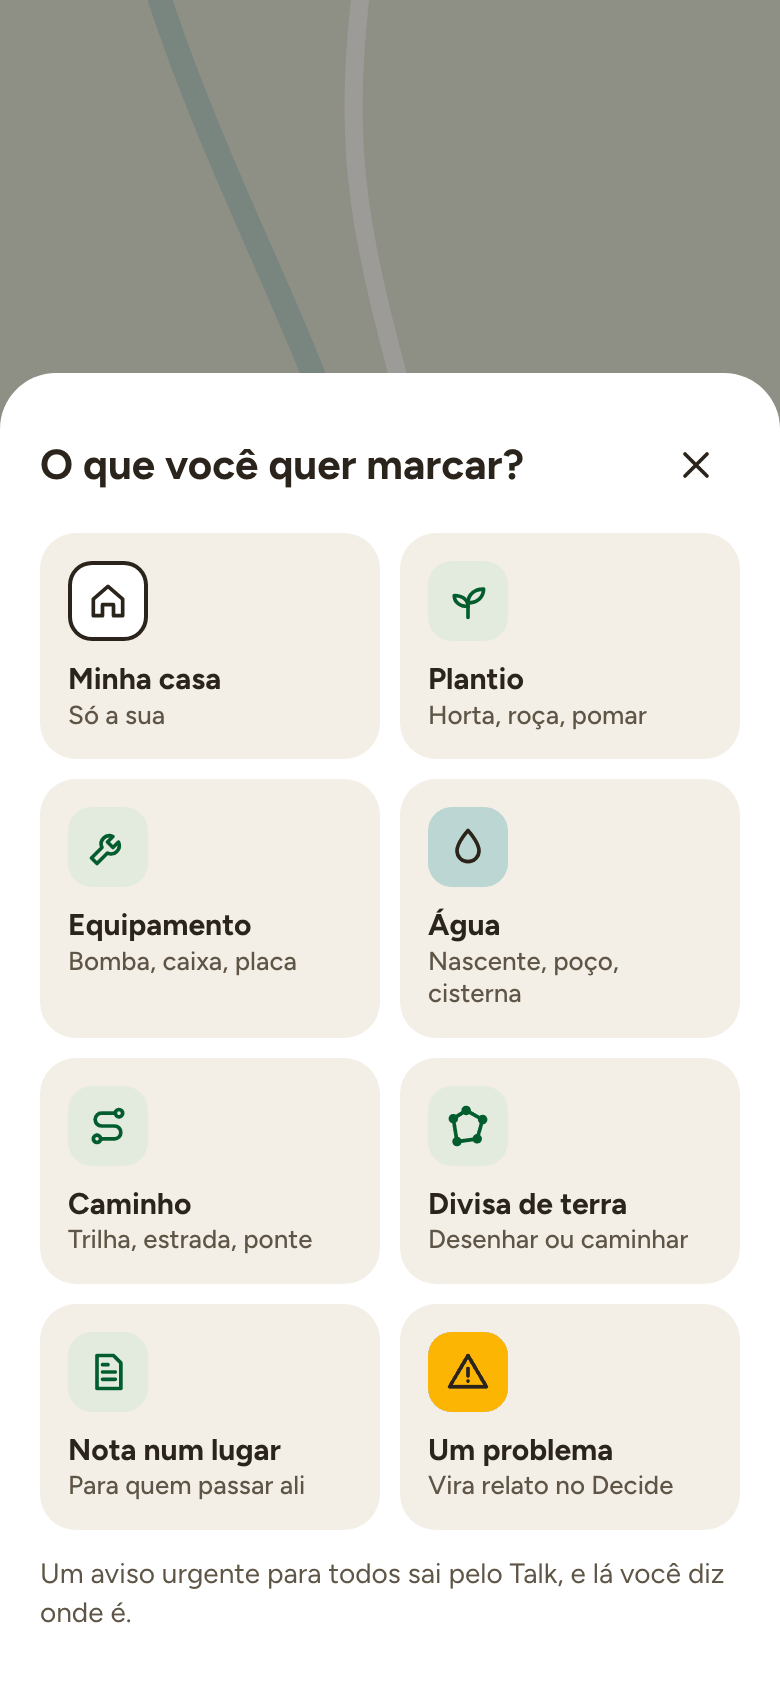 O que você quer marcar?
Minha casa
Só a sua
Plantio
Horta, roça, pomar
Equipamento
Bomba, caixa, placa
Água
Nascente, poço,
cisterna
Caminho
Trilha, estrada, ponte
Divisa de terra
Desenhar ou caminhar
Nota num lugar
Para quem passar ali
Um problema
Vira relato no Decide
Um aviso urgente para todos sai pelo Talk, e lá você diz
onde é.